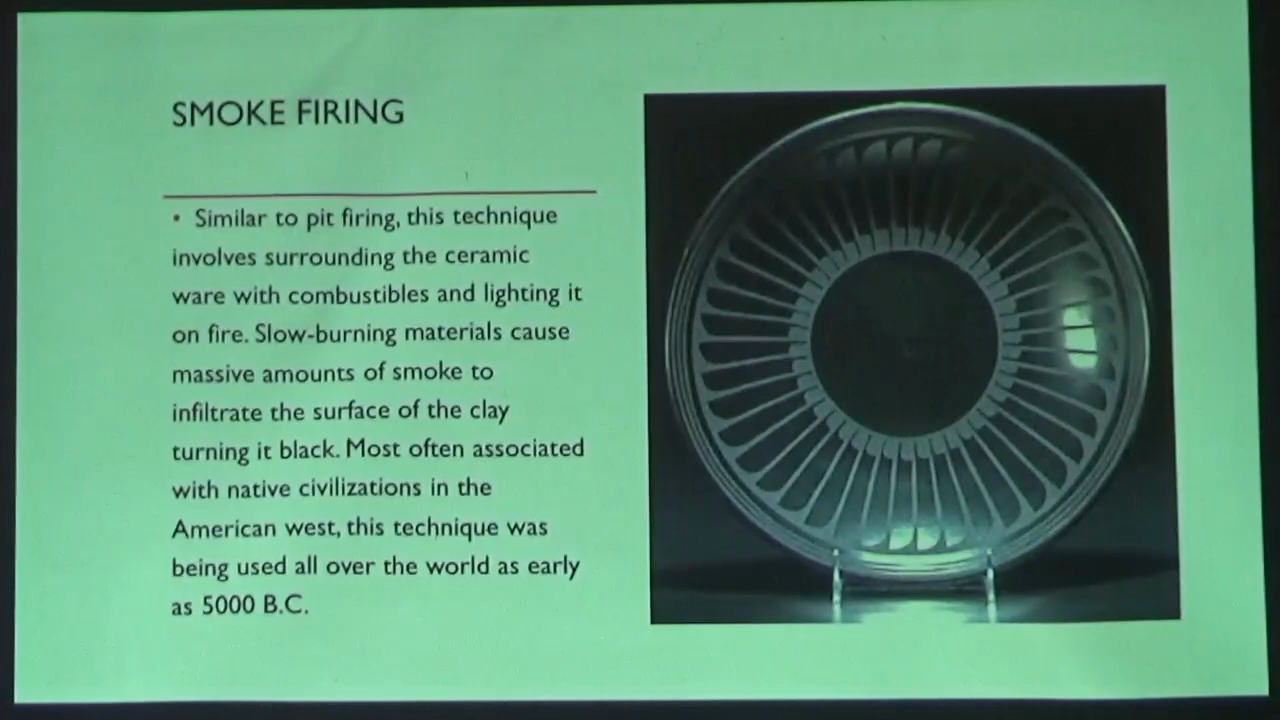 SMOKE FIRING
• Similar to pit firing, this technique
involves surrounding the ceramic
ware with combustibles and lighting it
on fire. Slow-burning materials cause
massive amounts of smoke to
infiltrate the surface of the clay
turning it black. Most often associated
with native civilizations in the
American west, this technique was
being used all over the world as early
as 5000 B.C.